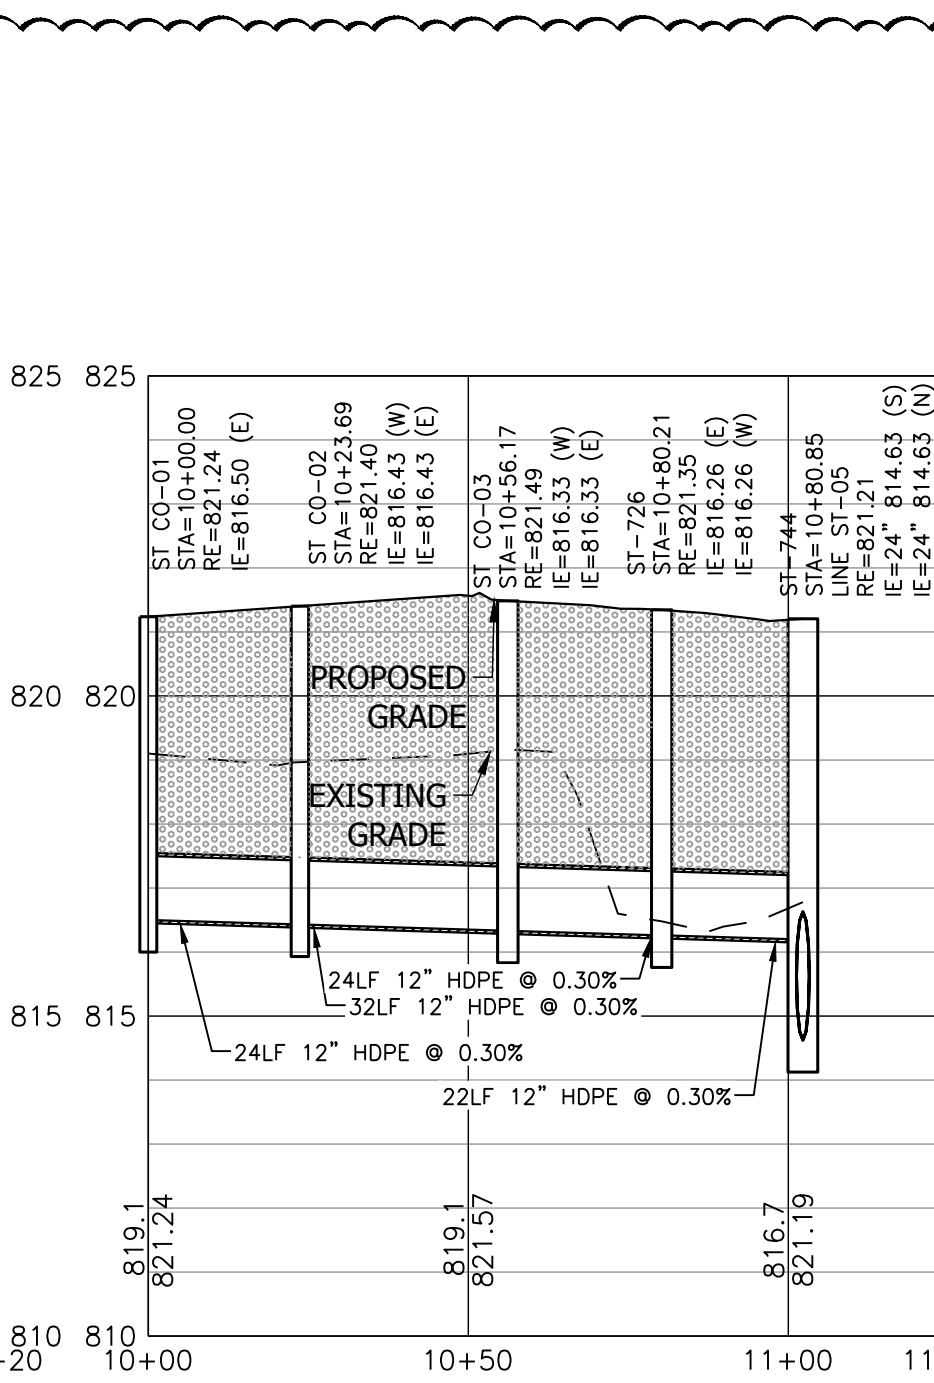 825 825
ST CO-01
STA=10+00.00
RE=821.24
IE=816.50 (E)
ST CO-02
STA=10+23.69
RE=821.40
IE=816.43 (W)
IE=816.43 (E)
ST CO-03
STA=10+56.17
RE=821.49
IE=816.33 (W)
IE=816.33 (E)
ST-726
STA=10+80.21
RE=821.35
IE=816.26 (E)
IE=816.26 (W)
ST-744
STA=10+80.85
LINE ST-05
RE=821.21
IE=24" 814.63 (S)
IE=24" 814.63 (N)
820 820
PROPOSED
GRADE
EXISTING
GRADE
24LF 12" HDPE @ 0.30%
815 815
32LF 12" HDPE @ 0.30%
24LF 12" HDPE @ 0.30%
22LF 12" HDPE @ 0.30%
819.1
821.24
819.1
821.57
816.7
821.19
810 810
-20 10+00 10+50 11+00 11